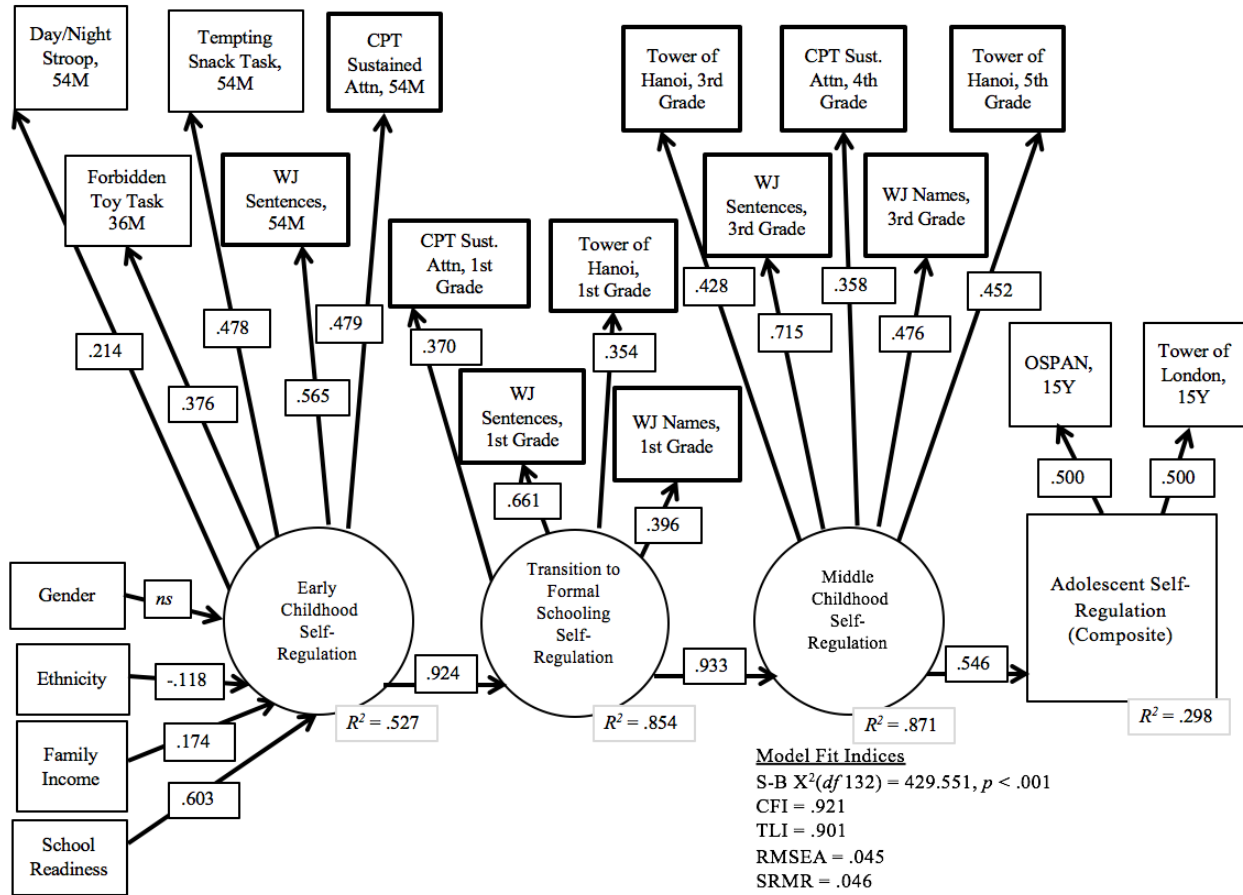 Day/Night
Stroop,
54M
Tempting
Snack Task,
54M
CPT
Sustained
Attn, 54M
Tower of
Hanoi, 3rd
Grade
CPT Sust.
Attn, 4th
Grade
Tower of
Hanoi, 5th
Grade
Forbidden
Toy Task
36M
WJ
Sentences,
54M
WJ
Sentences,
3rd Grade
WJ Names,
3rd Grade
CPT Sust.
Attn, 1st
Grade
Tower of
Hanoi,
1st Grade
WJ
Sentences,
1st Grade
WJ Names,
1st Grade
OSPAN,
15Y
Tower of
London,
15Y
.214
.376
.478
.565
.479
.370
.661
.354
.396
.428
.715
.358
.476
.452
.500
.500
Gender
ns
Ethnicity
-.118
Family
Income
.174
School
Readiness
.603
Early
Childhood
Self-
Regulation
R² = .527
.924
Transition to
Formal
Schooling
Self-
Regulation
R² = .854
.933
Middle
Childhood
Self-
Regulation
R² = .871
.546
Adolescent Self-
Regulation
(Composite)
R² = .298
Model Fit Indices
S-B X²(df 132) = 429.551, p < .001
CFI = .921
TLI = .901
RMSEA = .045
SRMR = .046